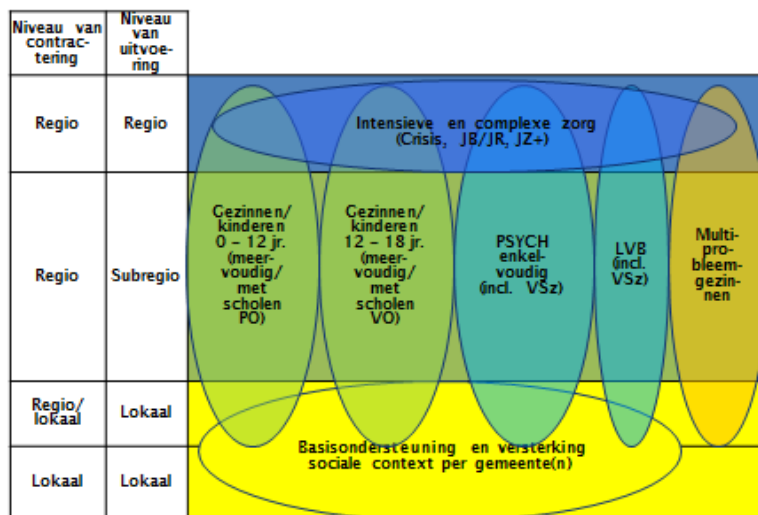 Niveau van
contrac-
tering
Niveau
van
uitvoe-
ring
Regio
Regio
Intensieve en complexe zorg
(Crisis, JB/JR, JZ+)
Regio
Subregio
Gezinnen/
kinderen
0 – 12 jr.
(meer-
voudig/
met
scholen
PO)
Gezinnen/
kinderen
12 – 18 jr.
(meer-
voudig/
met
scholen
VO)
PSYCH
enkel-
voudig
(incl. VSz)
LVB
(incl.
VSz)
Multi-
probleem-
gezin-
nen
Regio/
lokaal
Lokaal
Basisondersteuning en versterking
sociale context per gemeente(n)
Lokaal
Lokaal